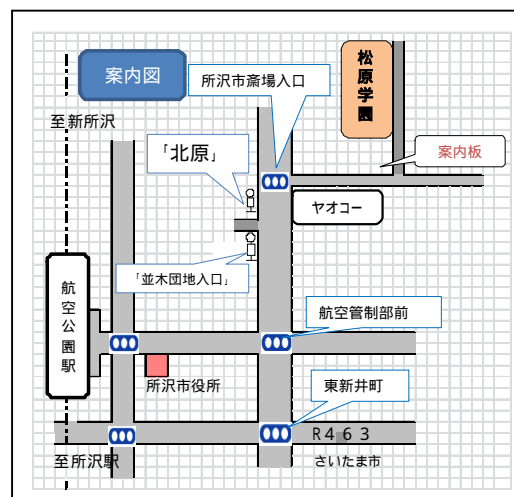 案内図
所沢市斎場入口
松原学園
至新所沢
「北原」
案内板
ヤオコー
「並木団地入口」
航空公園駅
航空管制部前
所沢市役所
東新井町
R463
至所沢駅
さいたま市